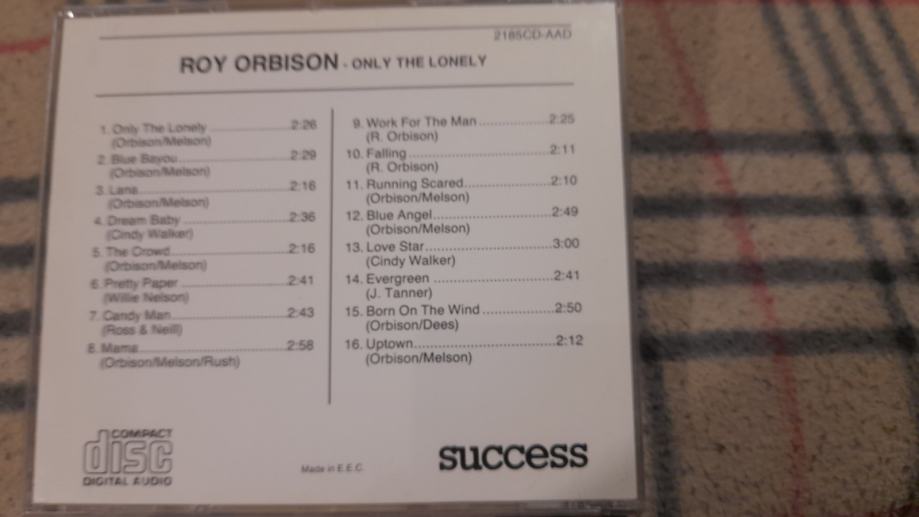 2185CD-AAD
ROY ORBISON - ONLY THE LONELY
1. Only The Lonely ........ 2:26
(Orbison/Melson)
2. Blue Bayou ........ 2:29
(Orbison/Melson)
3. Lana ........ 2:16
(Orbison/Melson)
4. Dream Baby ........ 2:36
(Cindy Walker)
5. The Crowd ........ 2:16
(Orbison/Melson)
6. Pretty Paper ........ 2:41
(Willie Nelson)
7. Candy Man ........ 2:43
(Ross & Neill)
8. Mama ........ 2:58
(Orbison/Melson/Rush)
9. Work For The Man ........ 2:25
(R. Orbison)
10. Falling ........ 2:11
(R. Orbison)
11. Running Scared ........ 2:10
(Orbison/Melson)
12. Blue Angel ........ 2:49
(Orbison/Melson)
13. Love Star ........ 3:00
(Cindy Walker)
14. Evergreen ........ 2:41
(J. Tanner)
15. Born On The Wind ........ 2:50
(Orbison/Dees)
16. Uptown ........ 2:12
(Orbison/Melson)
COMPACT
disc
DIGITAL AUDIO
Made in E.E.C.
success